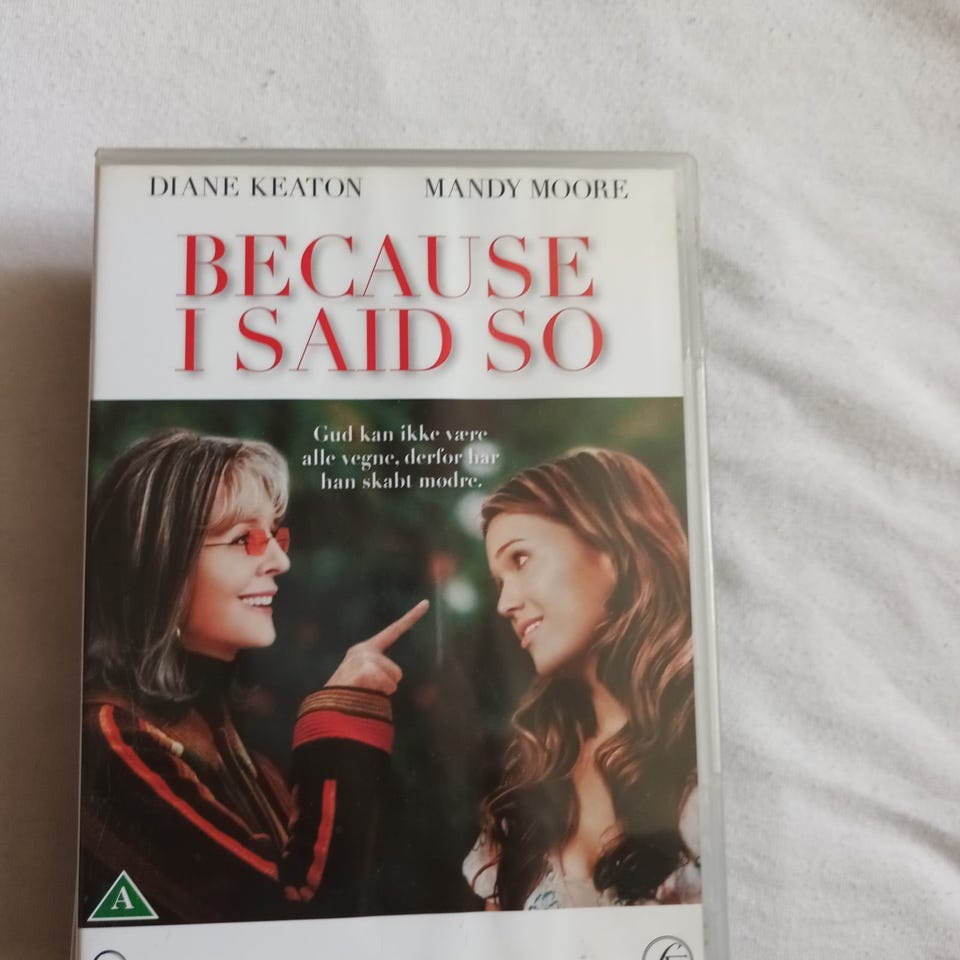 DIANE KEATON MANDY MOORE
BECAUSE
I SAID SO
Gud kan ikke være
alle vegne, derfor har
han skabt mødre.
A